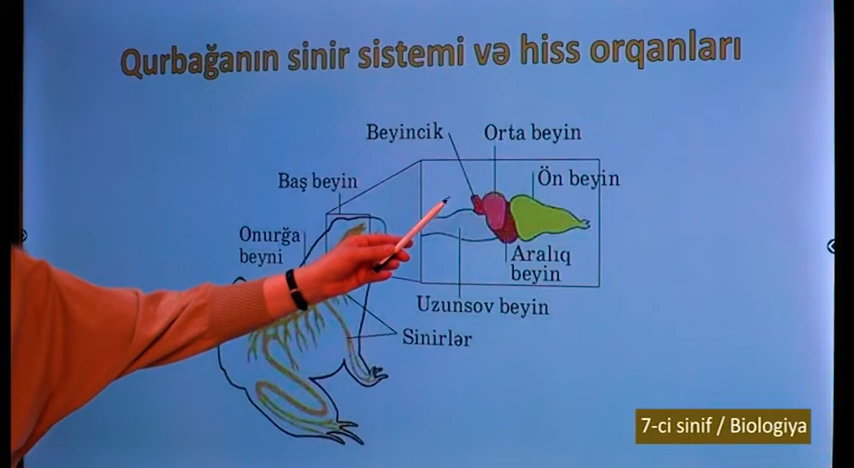 Qurbağanın sinir sistemi və hiss orqanları
Beyincik
Orta beyin
Baş beyin
Ön beyin
Onurğa
beyni
Aralıq
beyin
Uzunsov beyin
Sinirlər
7-ci sinif / Biologiya